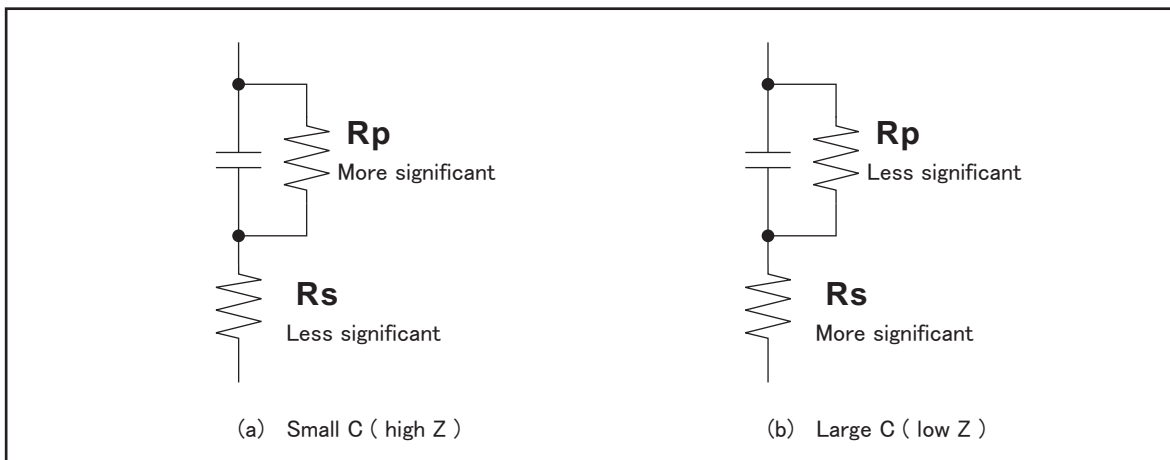 Rp
More significant
Rs
Less significant
(a) Small C ( high Z )
Rp
Less significant
Rs
More significant
(b) Large C ( low Z )